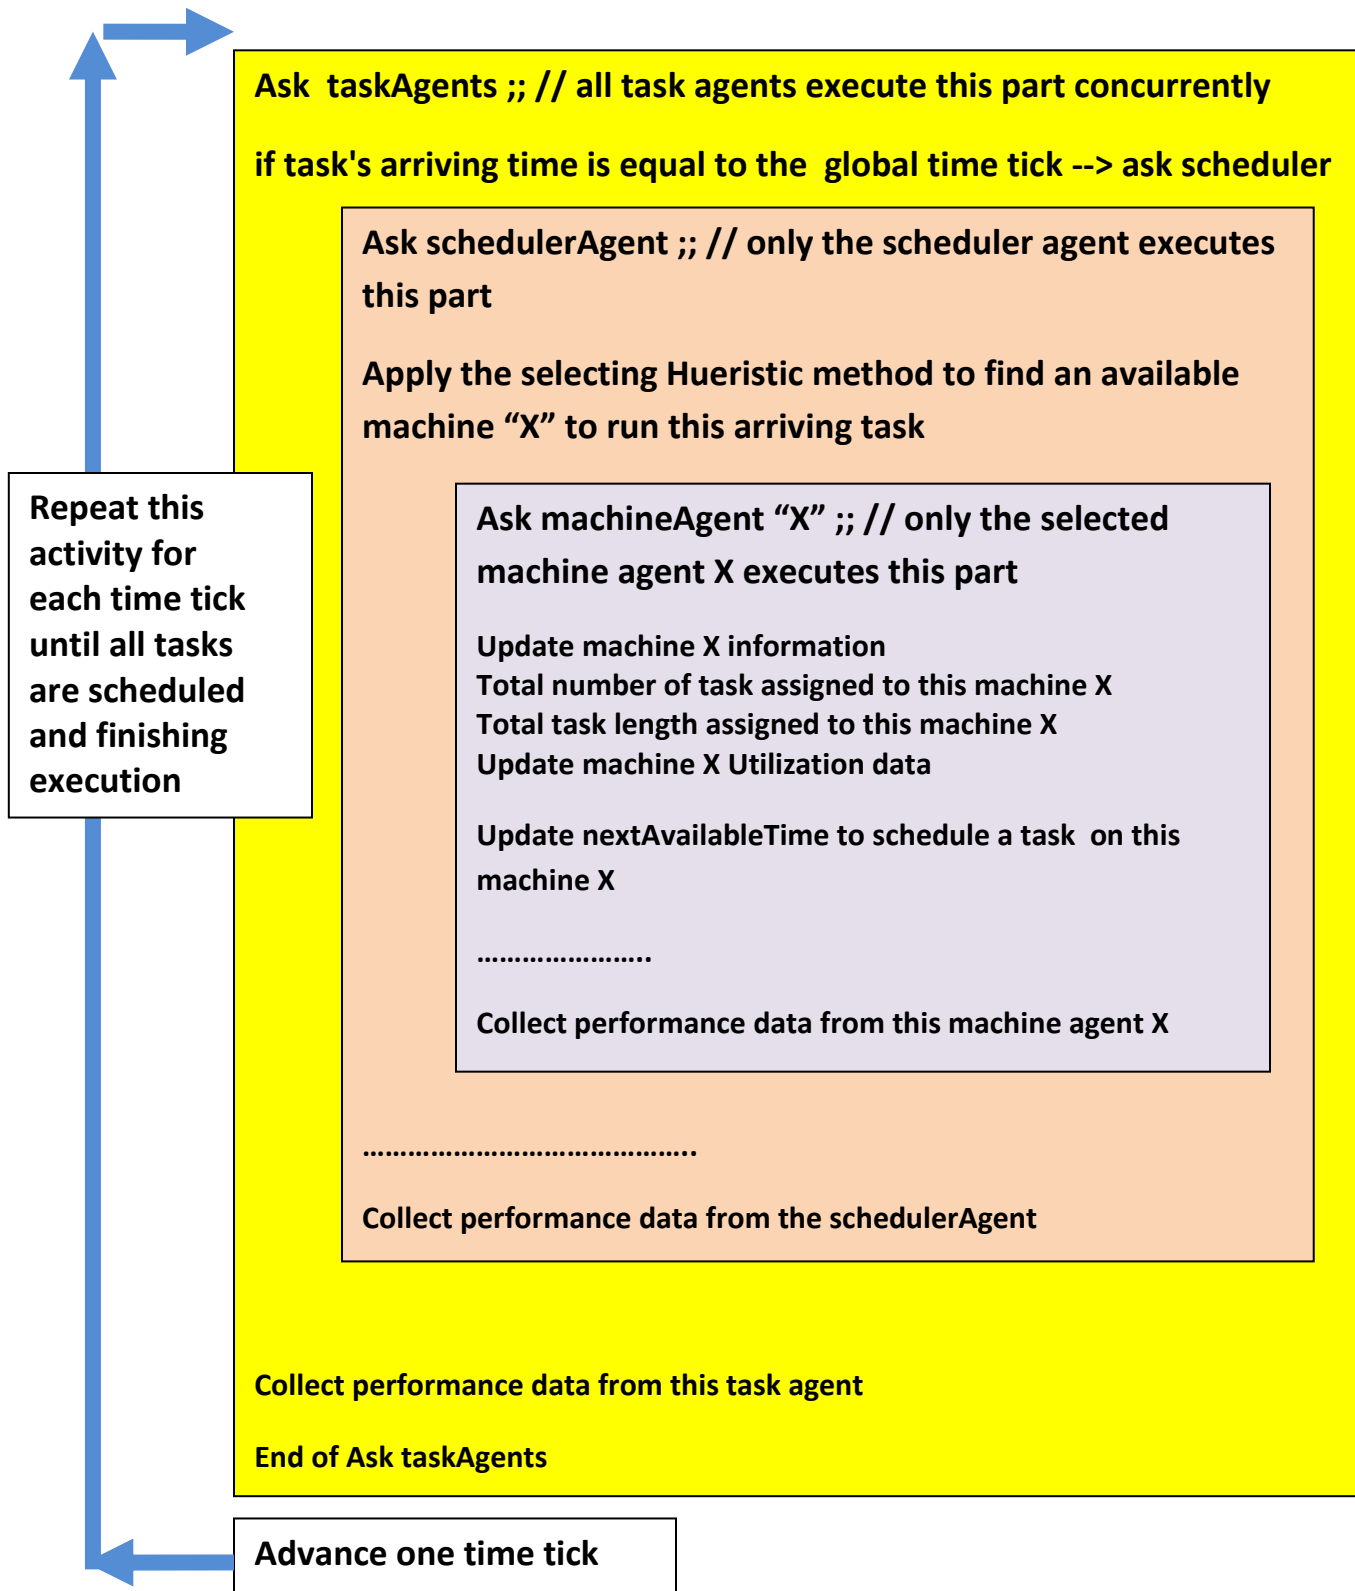 Ask  taskAgents ;; // all task agents execute this part concurrently
if task's arriving time is equal to the  global time tick --> ask scheduler
Ask schedulerAgent ;; // only the scheduler agent executes
this part
Apply the selecting Hueristic method to find an available
machine “X” to run this arriving task
Repeat this
activity for
each time tick
until all tasks
are scheduled
and finishing
execution
Ask machineAgent “X” ;; // only the selected
machine agent X executes this part
Update machine X information
Total number of task assigned to this machine X
Total task length assigned to this machine X
Update machine X Utilization data
Update nextAvailableTime to schedule a task  on this
machine X
…………………..
Collect performance data from this machine agent X
……………………………………..
Collect performance data from the schedulerAgent
Collect performance data from this task agent
End of Ask taskAgents
Advance one time tick